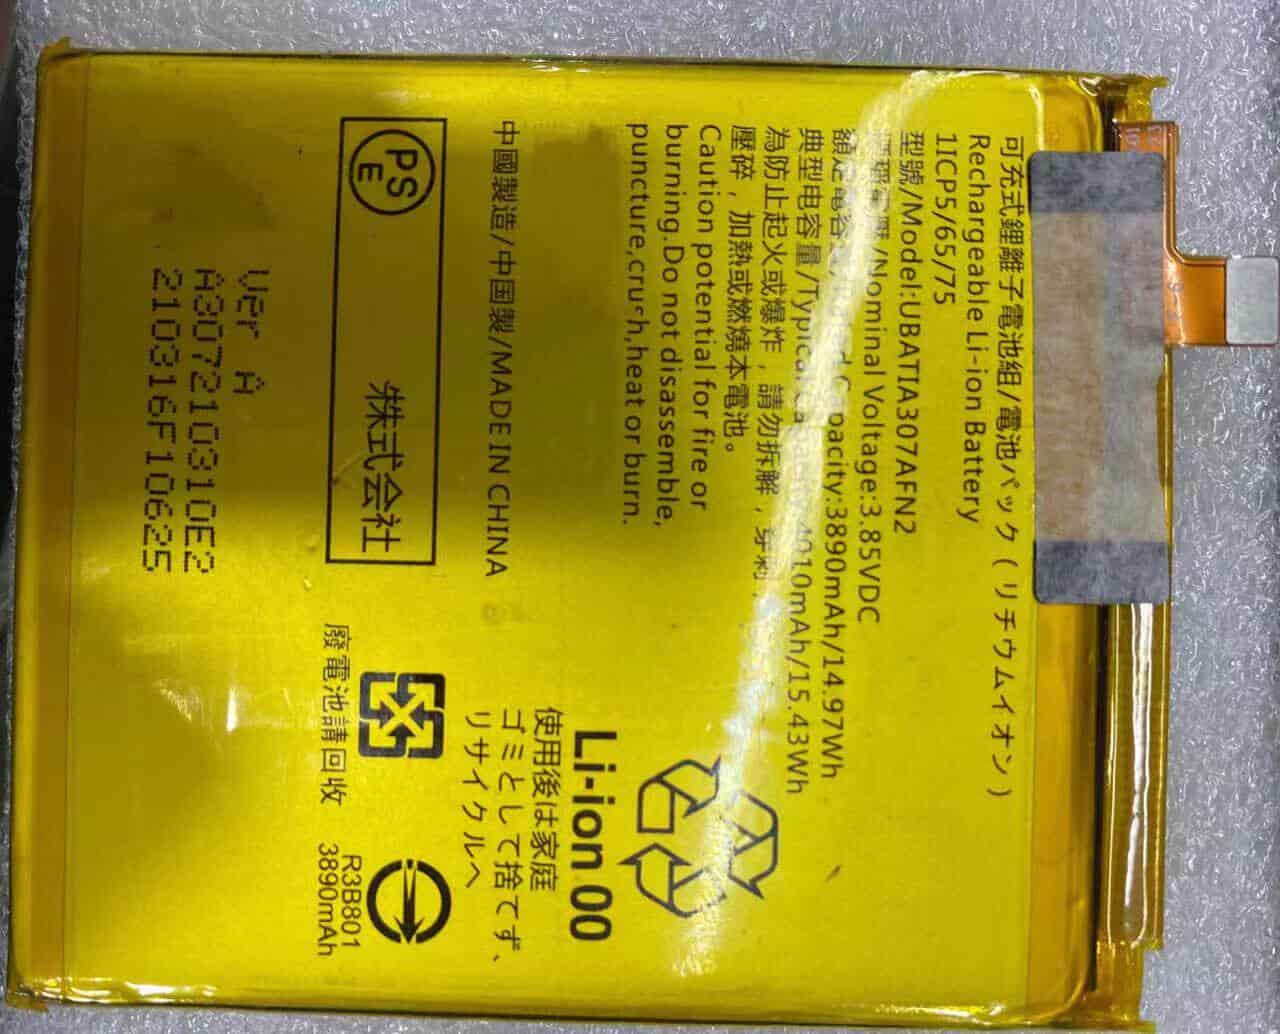 可充式鋰離子電池組/電池パック(リチウムイオン)
Rechargeable Li-ion Battery
1ICP5/65/75
型號/Model:UBATIA307AFN2
/Nominal Voltage:3.85VDC
Capacity:3890mAh/14.97Wh
典型电容量/Typical 4010mAh/15.43Wh
為防止起火或爆炸，請勿拆解，穿刺，
壓碎，加熱或燃燒本電池。
Caution potential for fire or
burning.Do not disassemble,
puncture,crush,heat or burn.
Li-ion 00
使用後は家庭
ゴミとして捨てず、
リサイクルへ
中國製造/中国製/MADE IN CHINA
PS
E
株式会社
廢電池請回收
R3B801
3890mAh
Ver A
A307210310E2
210316F10625